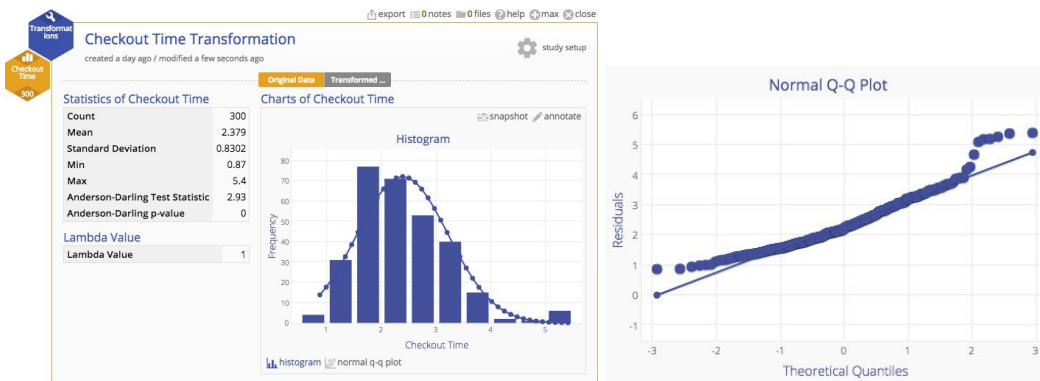 export 0 notes 0 files help max close
Transformat
ions
Checkout Time Transformation
created a day ago / modified a few seconds ago
study setup
Checkout
Time
300
Original Data Transformed ...
Statistics of Checkout Time
Count 300
Mean 2.379
Standard Deviation 0.8302
Min 0.87
Max 5.4
Anderson-Darling Test Statistic 2.93
Anderson-Darling p-value 0
Lambda Value
Lambda Value 1
Charts of Checkout Time
snapshot annotate
Histogram
Frequency
80
70
60
50
40
30
20
10
0
1 2 3 4 5
Checkout Time
histogram normal q-q plot
Normal Q-Q Plot
Residuals
6
5
4
3
2
1
0
-1
-3 -2 -1 0 1 2 3
Theoretical Quantiles